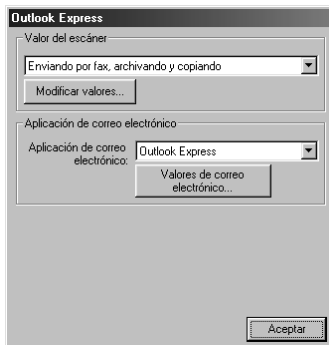 Outlook Express
Valor del escáner
Enviando por fax, archivando y copiando
Modificar valores...
Aplicación de correo electrónico
Aplicación de correo
electrónico:
Outlook Express
Valores de correo
electrónico...
Aceptar